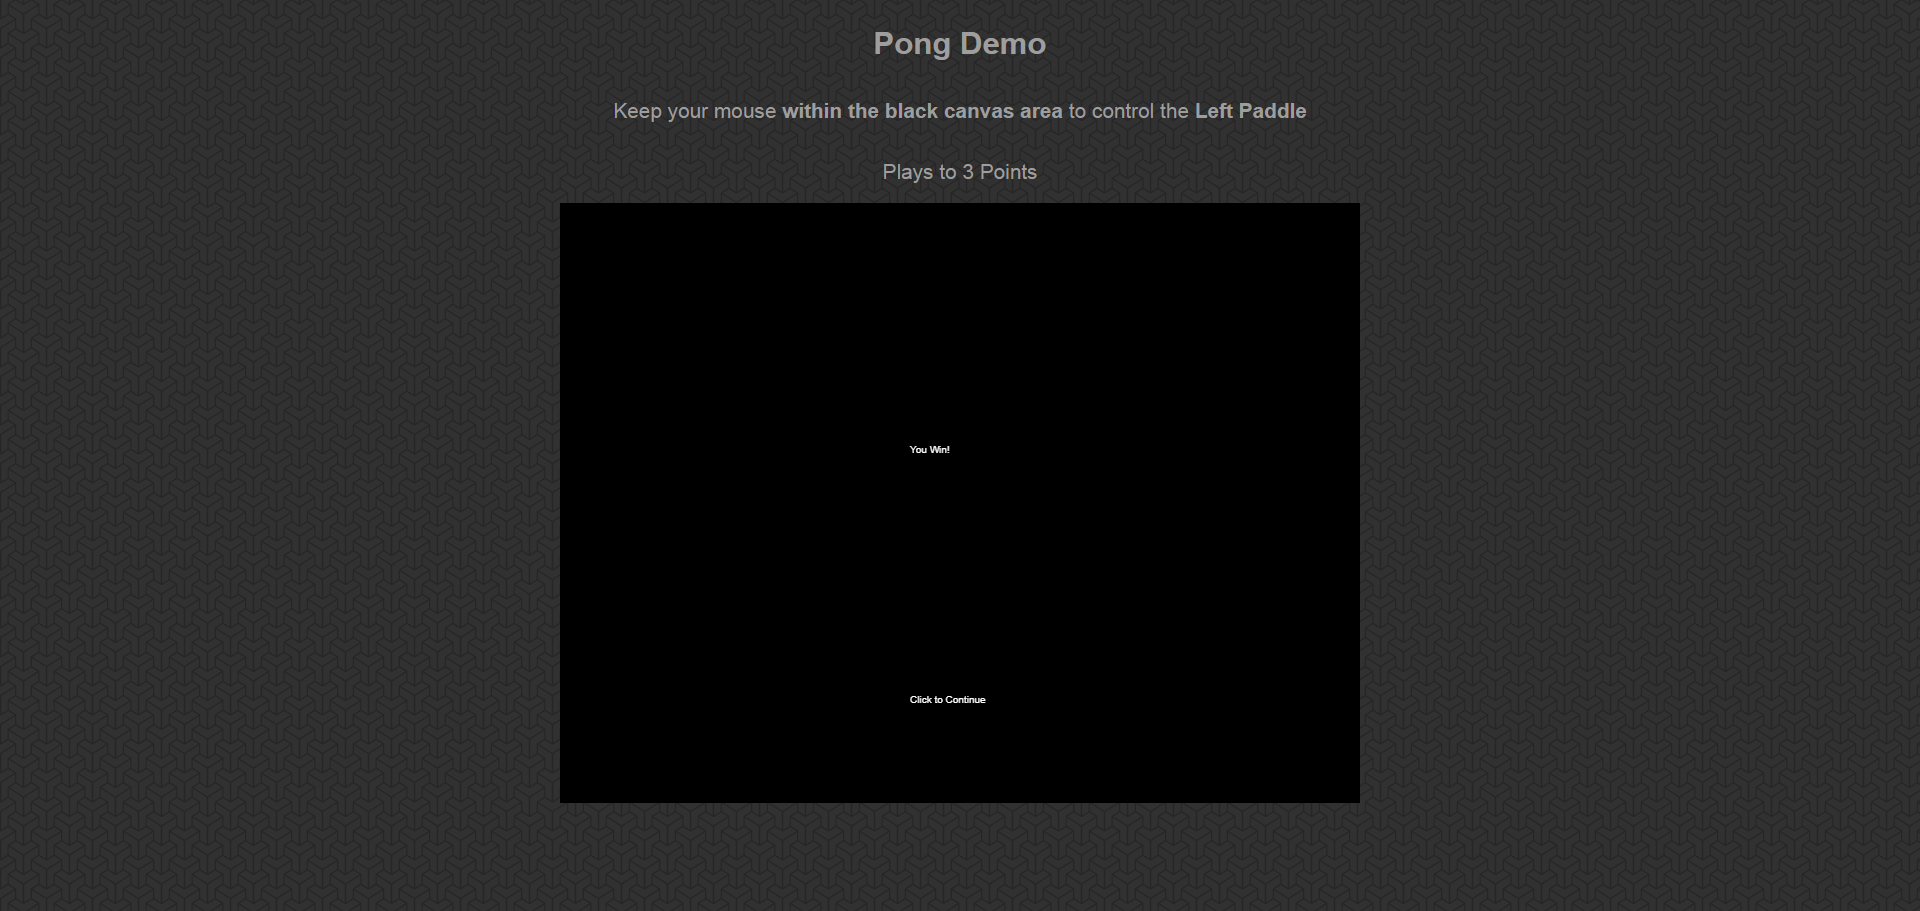 Pong Demo
Keep your mouse within the black canvas area to control the Left Paddle
Plays to 3 Points
You Win!
Click to Continue